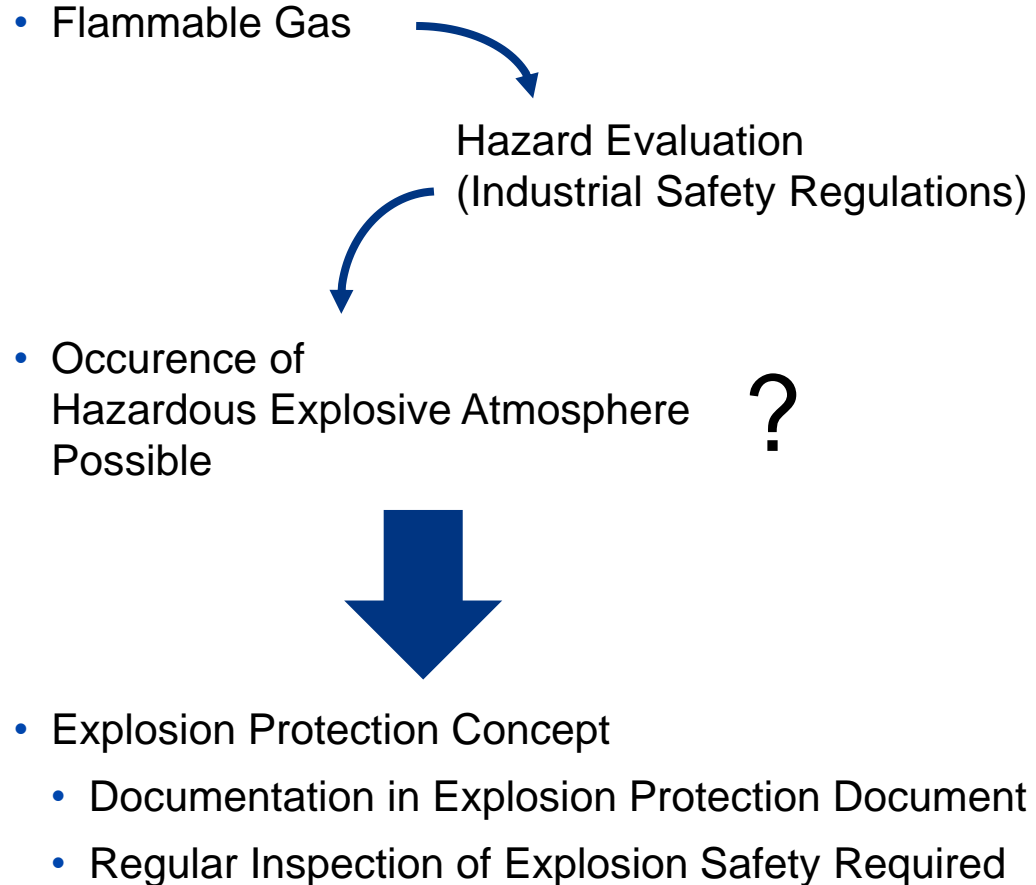 • Flammable Gas
Hazard Evaluation
(Industrial Safety Regulations)
• Occurence of
Hazardous Explosive Atmosphere
Possible
?
• Explosion Protection Concept
• Documentation in Explosion Protection Document
• Regular Inspection of Explosion Safety Required